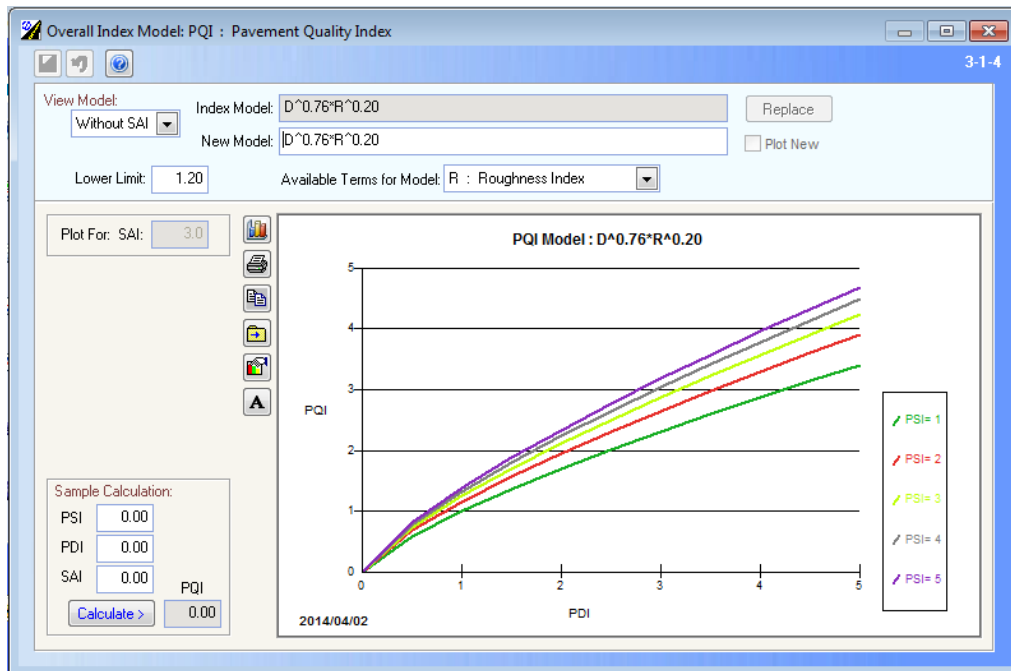 Overall Index Model: PQI : Pavement Quality Index
3-1-4
View Model:
Without SAI
Index Model: D^0.76*R^0.20
Replace
New Model: D^0.76*R^0.20
Plot New
Lower Limit: 1.20
Available Terms for Model: R : Roughness Index
Plot For: SAI: 3.0
A
PQI Model : D^0.76*R^0.20
5
4
3
2
1
0
PQI
0 1 2 3 4 5
PDI
2014/04/02
PSI= 1
PSI= 2
PSI= 3
PSI= 4
PSI= 5
Sample Calculation:
PSI 0.00
PDI 0.00
SAI 0.00
PQI
Calculate > 0.00